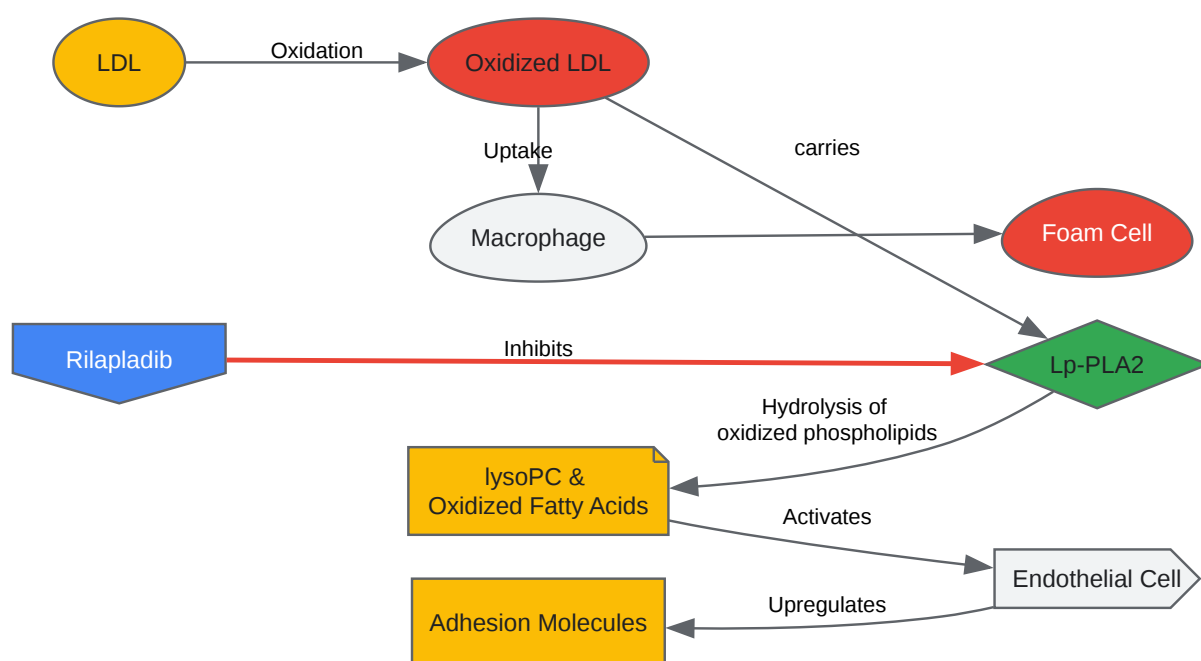 LDL
Oxidation
Oxidized LDL
Uptake
carries
Macrophage
Foam Cell
Rilapladib
Inhibits
Lp-PLA2
Hydrolysis of
oxidized phospholipids
lysoPC &
Oxidized Fatty Acids
Activates
Endothelial Cell
Upregulates
Adhesion Molecules